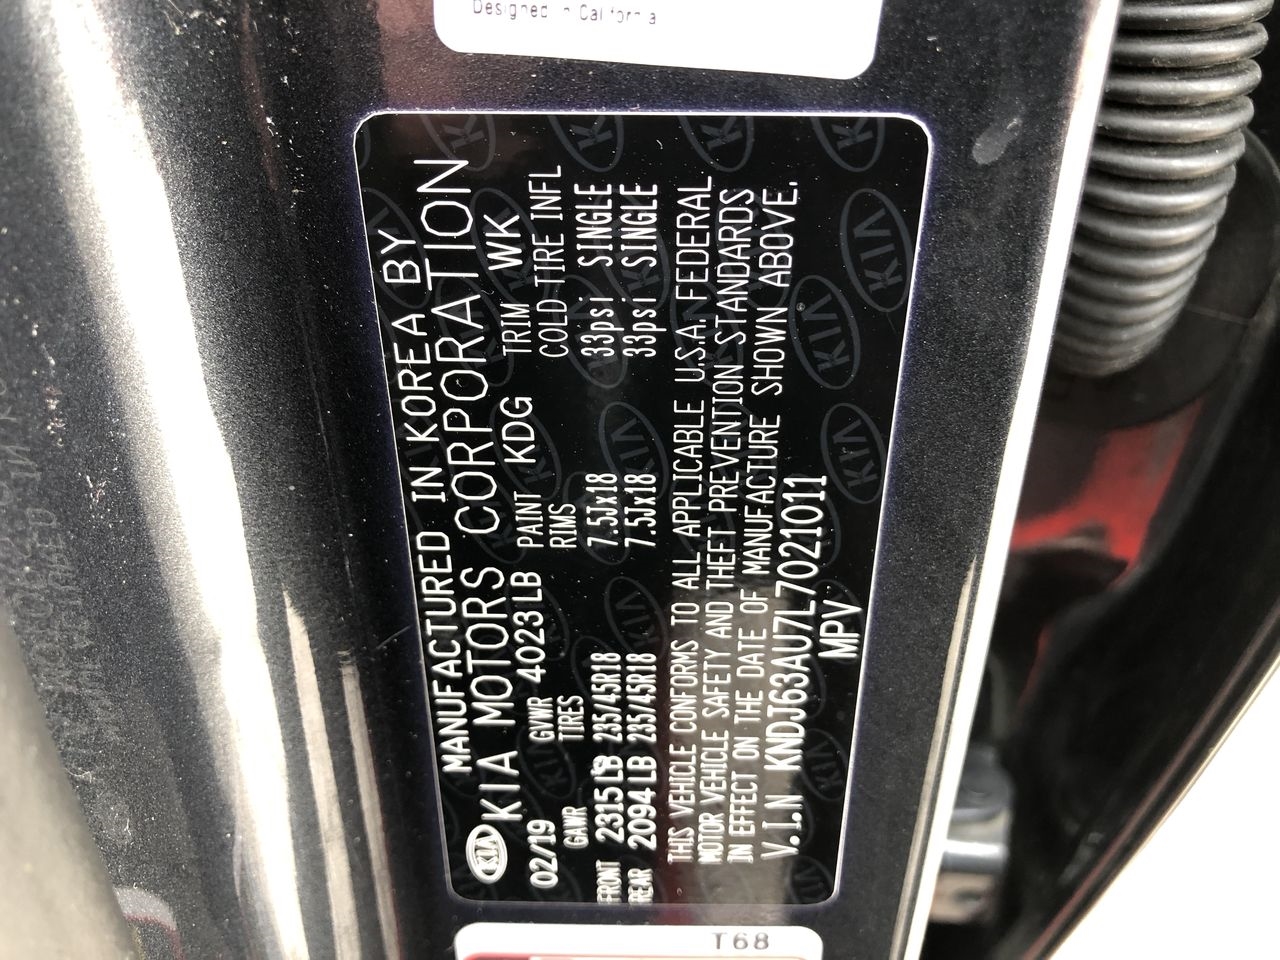 MANUFACTURED IN KOREA BY
KIA KIA MOTORS CORPORATION
02/19 GVWR 4023LB PAINT KDG TRIM WK
GAWR TIRES RIMS COLD TIRE INFL
FRONT 2315LB 235/45R18 7.5Jx18 33psi SINGLE
REAR 2094LB 235/45R18 7.5Jx18 33psi SINGLE
THIS VEHICLE CONFORMS TO ALL APPLICABLE U.S.A. FEDERAL
MOTOR VEHICLE SAFETY AND THEFT PREVENTION STANDARDS
IN EFFECT ON THE DATE OF MANUFACTURE SHOWN ABOVE.
V.I.N KNDJ63AU7L7021011
MPV
Designed in California
T68